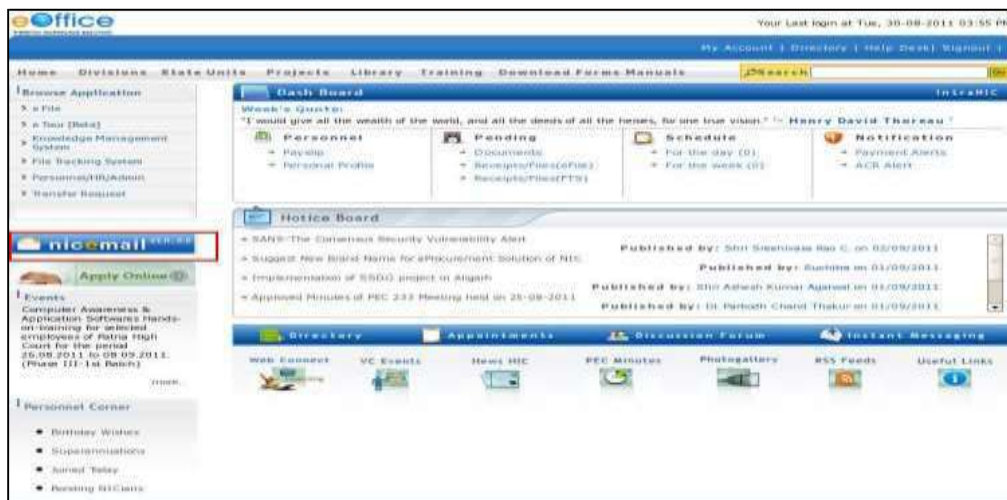 eOffice
Your Last login at Tue, 30-08-2011 03:55 PM
My Account | Directory | Help Desk | Signout |
Home Divisions State Units Projects Library Training Download Forms Manuals Search
Browse Application
e File
e Tour [Beta]
Knowledge Management System
File Tracking System
Personnel/HR/Admin
Transfer Request
nicemail
Apply Online
Events
Computer Awareness &
Application Softwares Hands-
on-training for selected
employees of Patna High
Court for the period
26.08.2011 to 08.09.2011.
(Phase III-1st Batch)
more..
Personnel Corner
Birthday Wishes
Superannuations
Joined Today
Dash Board
IntraNIC
Week's Quote:
"I would give all the wealth of the world, and all the deeds of all the heroes, for one true vision." Henry David Thoreau
Personnel
Payslip
Personal Profile
Pending
Documents
Receipts/Files(eFile)
Receipts/Files(FTS)
Schedule
For the day (0)
For the week (0)
Notification
Payment Alerts
ACR Alert
Notice Board
SANS-The Consensus Security Vulnerability Alert
Published by: Shri Sreenivasa Rao C. on 02/09/2011
Suggest New Brand Name for eProcurement Solution of NIC
Published by: Suchitra on 01/09/2011
Implementation of SSDG project in Aligarh
Published by: Shri Ashesh Kumar Agarwal on 01/09/2011
Approved Minutes of PEC 233 Meeting held on 25-08-2011
Published by: Dr. Parbodh Chand Thakur on 01/09/2011
Directory Appointments Discussion Forum Instant Messaging
Web Connect VC Events News NIC PEC Minutes Photogallery RSS Feeds Useful Links